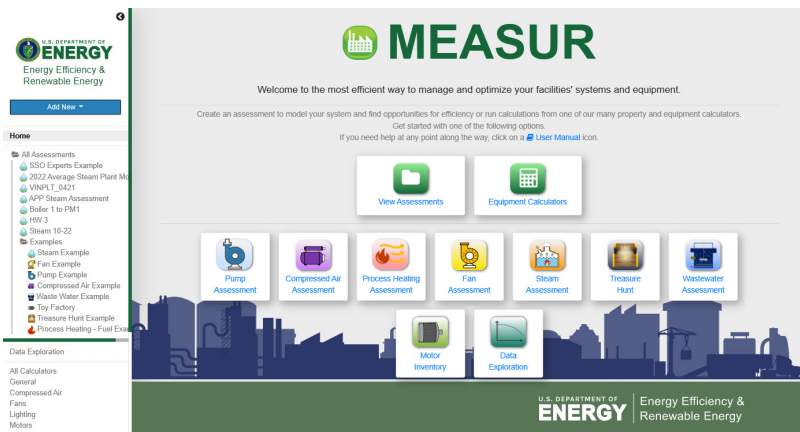 U.S. DEPARTMENT OF
ENERGY
Energy Efficiency &
Renewable Energy
Add New
Home
All Assessments
SSO Experts Example
2022 Average Steam Plant Mo
VINPLT_0421
APP Steam Assessment
Boiler 1 to PM1
HW 3
Steam 10-22
Examples
Steam Example
Fan Example
Pump Example
Compressed Air Example
Waste Water Example
Toy Factory
Treasure Hunt Example
Process Heating - Fuel Exa
Data Exploration
All Calculators
General
Compressed Air
Fans
Lighting
Motors
MEASUR
Welcome to the most efficient way to manage and optimize your facilities' systems and equipment.
Create an assessment to model your system and find opportunities for efficiency or run calculations from one of our many property and equipment calculators.
Get started with one of the following options.
If you need help at any point along the way, click on a User Manual icon.
View Assessments
Equipment Calculators
Pump
Assessment
Compressed Air
Assessment
Process Heating
Assessment
Fan
Assessment
Steam
Assessment
Treasure
Hunt
Wastewater
Assessment
Motor
Inventory
Data
Exploration
U.S. DEPARTMENT OF
ENERGY
Energy Efficiency &
Renewable Energy